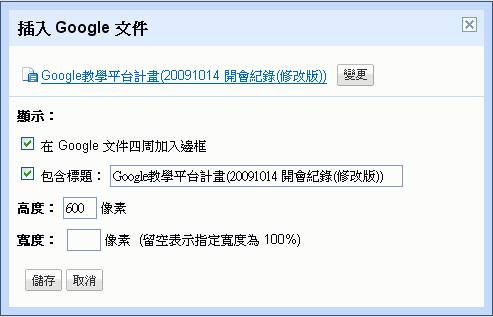 插入 Google 文件
Google教學平台計畫(20091014 開會紀錄(修改版)) 變更
顯示：
在 Google 文件四周加入邊框
包含標題： Google教學平台計畫(20091014 開會紀錄(修改版))
高度： 600 像素
寬度： 像素 (留空表示指定寬度為 100%)
儲存 取消